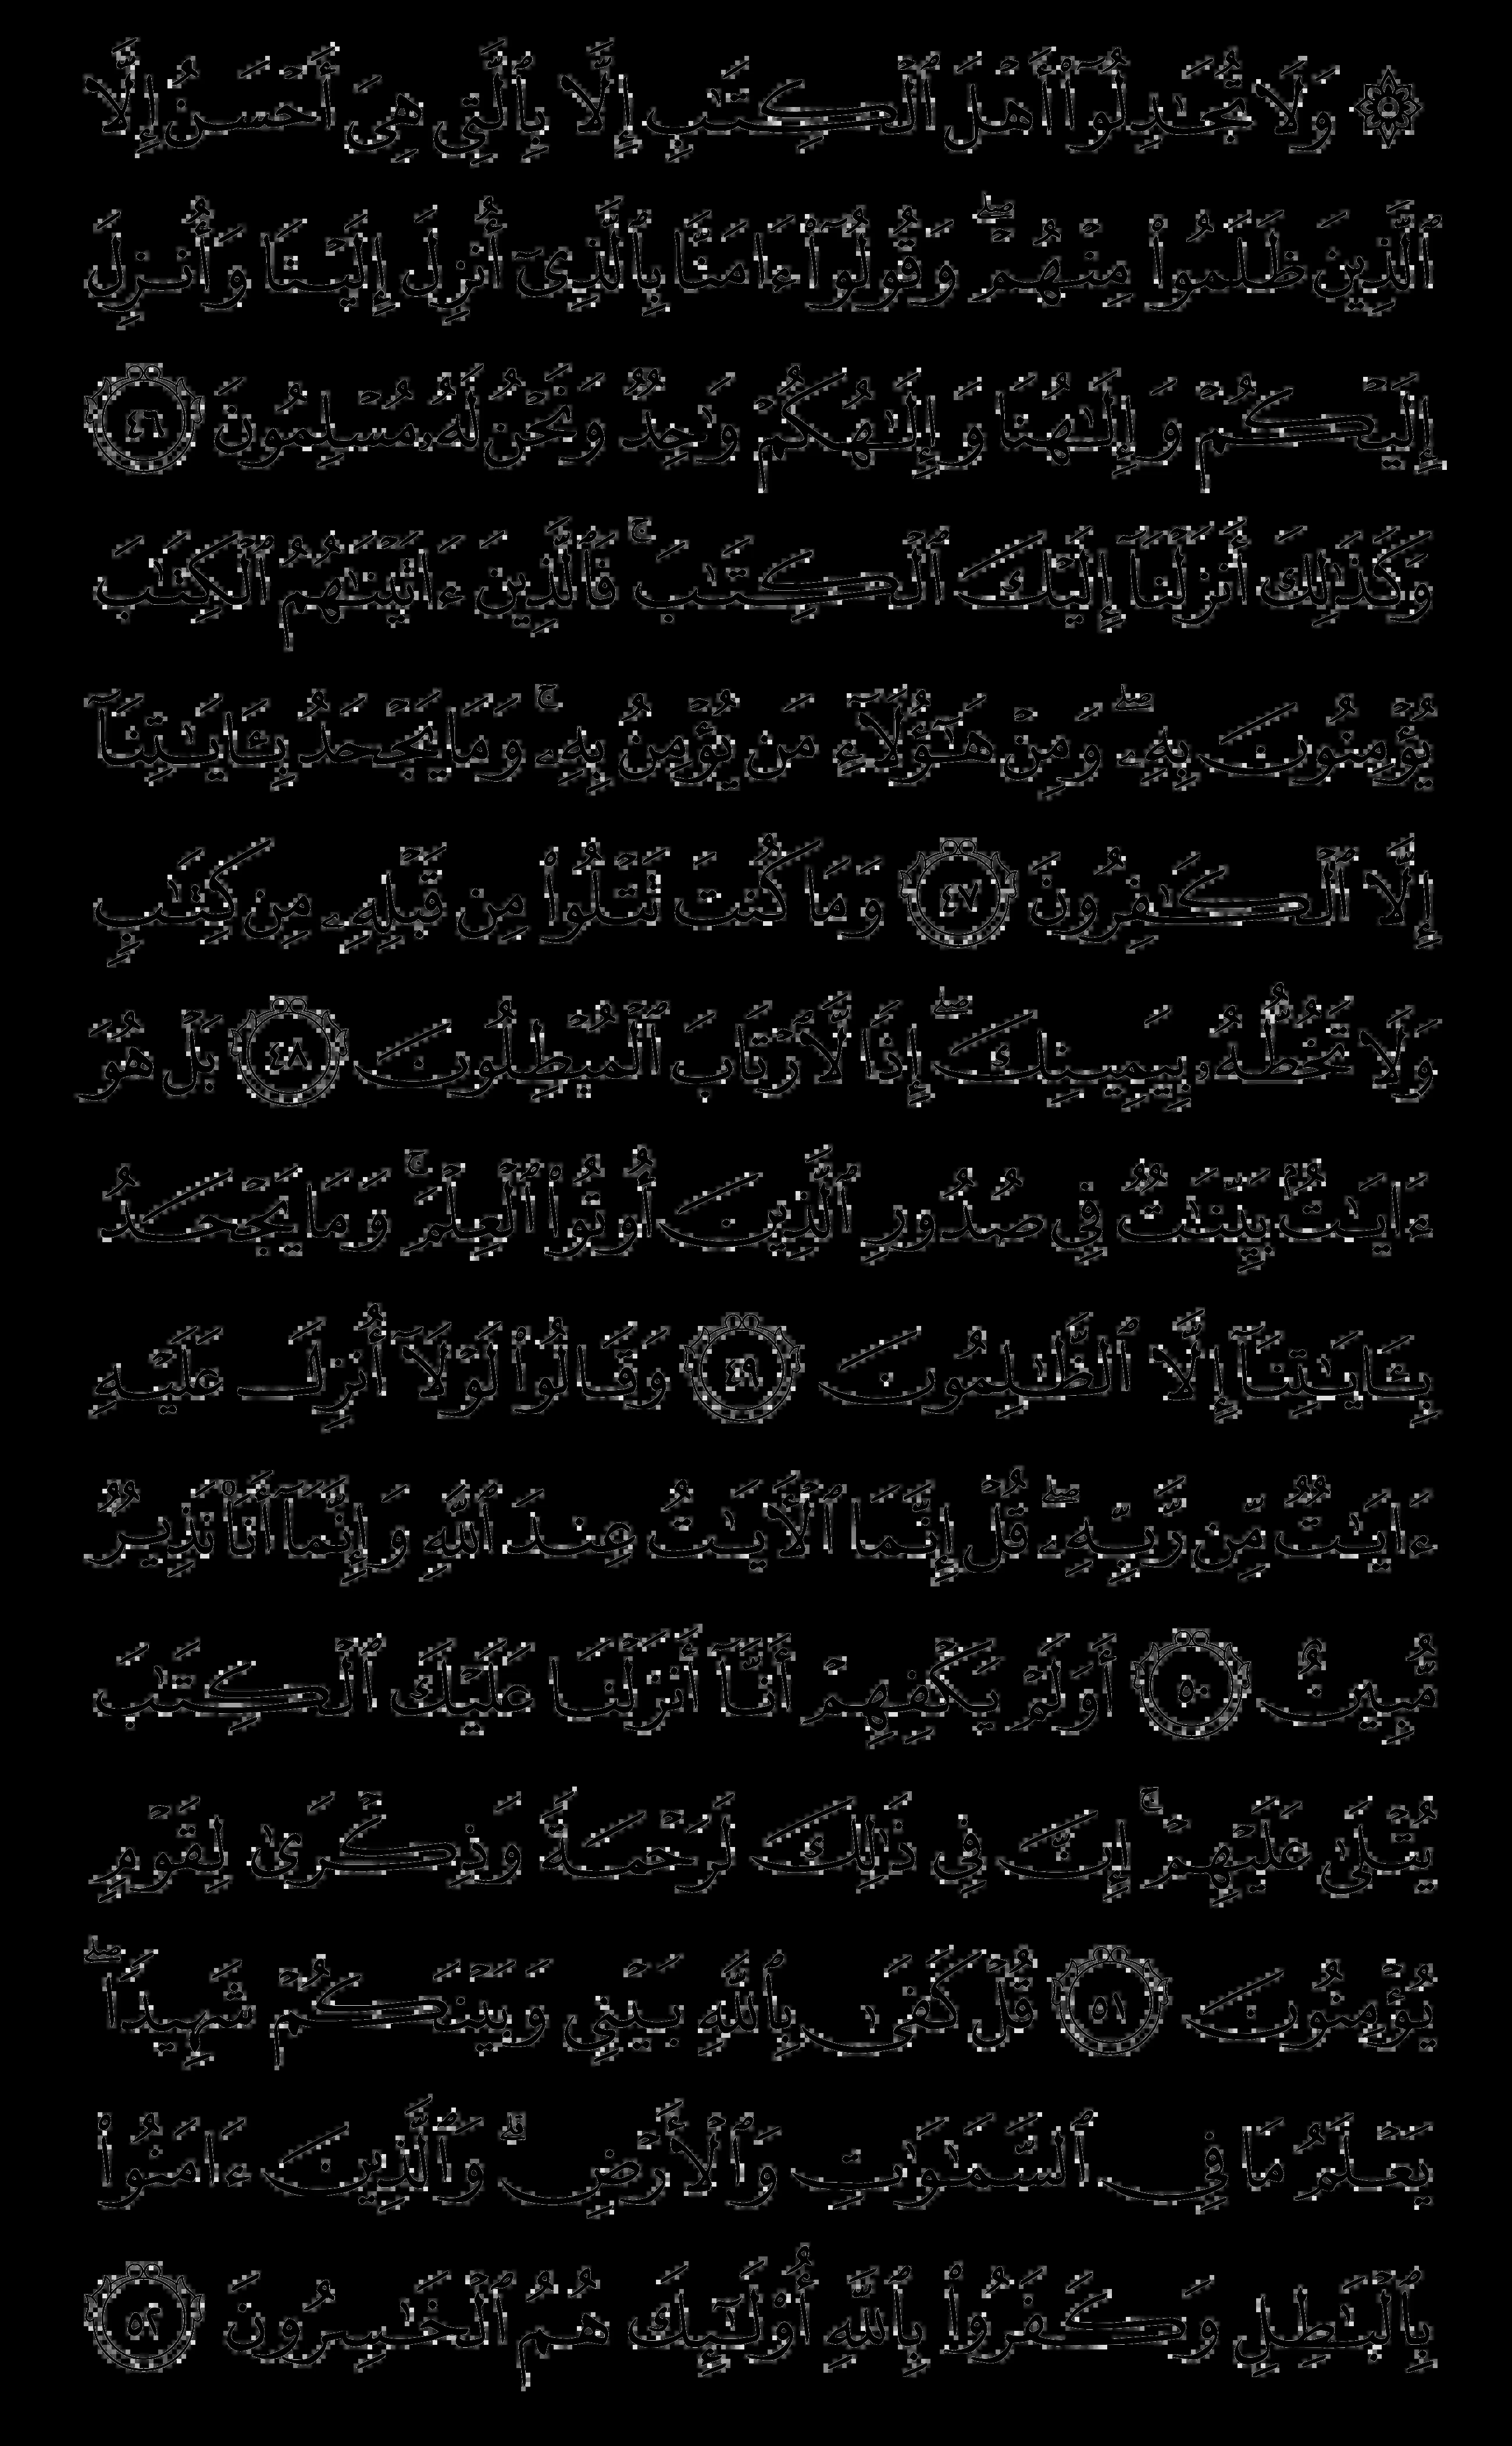 ۞ وَلَا تُجَـٰدِلُوٓا۟ أَهْلَ ٱلْكِتَـٰبِ إِلَّا بِٱلَّتِى هِىَ أَحْسَنُ إِلَّا
ٱلَّذِينَ ظَلَمُوا۟ مِنْهُمْ ۖ وَقُولُوٓا۟ ءَامَنَّا بِٱلَّذِىٓ أُنزِلَ إِلَيْنَا وَأُنزِلَ
إِلَيْكُمْ وَإِلَـٰهُنَا وَإِلَـٰهُكُمْ وَٰحِدٌ وَنَحْنُ لَهُۥ مُسْلِمُونَ ٤٦
وَكَذَٰلِكَ أَنزَلْنَآ إِلَيْكَ ٱلْكِتَـٰبَ ۚ فَٱلَّذِينَ ءَاتَيْنَـٰهُمُ ٱلْكِتَـٰبَ
يُؤْمِنُونَ بِهِۦ ۖ وَمِنْ هَـٰٓؤُلَآءِ مَن يُؤْمِنُ بِهِۦ ۚ وَمَا يَجْحَدُ بِـَٔايَـٰتِنَآ
إِلَّا ٱلْكَـٰفِرُونَ ٤٧ وَمَا كُنتَ تَتْلُوا۟ مِن قَبْلِهِۦ مِن كِتَـٰبٍ
وَلَا تَخُطُّهُۥ بِيَمِينِكَ ۖ إِذًا لَّٱرْتَابَ ٱلْمُبْطِلُونَ ٤٨ بَلْ هُوَ
ءَايَـٰتٌۢ بَيِّنَـٰتٌ فِى صُدُورِ ٱلَّذِينَ أُوتُوا۟ ٱلْعِلْمَ ۚ وَمَا يَجْحَدُ
بِـَٔايَـٰتِنَآ إِلَّا ٱلظَّـٰلِمُونَ ٤٩ وَقَالُوا۟ لَوْلَآ أُنزِلَ عَلَيْهِ
ءَايَـٰتٌ مِّن رَّبِّهِۦ ۖ قُلْ إِنَّمَا ٱلْـَٔايَـٰتُ عِندَ ٱللَّهِ وَإِنَّمَآ أَنَا۠ نَذِيرٌ
مُّبِينٌ ٥٠ أَوَلَمْ يَكْفِهِمْ أَنَّآ أَنزَلْنَا عَلَيْكَ ٱلْكِتَـٰبَ
يُتْلَىٰ عَلَيْهِمْ ۚ إِنَّ فِى ذَٰلِكَ لَرَحْمَةً وَذِكْرَىٰ لِقَوْمٍ
يُؤْمِنُونَ ٥١ قُلْ كَفَىٰ بِٱللَّهِ بَيْنِى وَبَيْنَكُمْ شَهِيدًا ۖ
يَعْلَمُ مَا فِى ٱلسَّمَـٰوَٰتِ وَٱلْأَرْضِ ۗ وَٱلَّذِينَ ءَامَنُوا۟
بِٱلْبَـٰطِلِ وَكَفَرُوا۟ بِٱللَّهِ أُو۟لَـٰٓئِكَ هُمُ ٱلْخَـٰسِرُونَ ٥٢